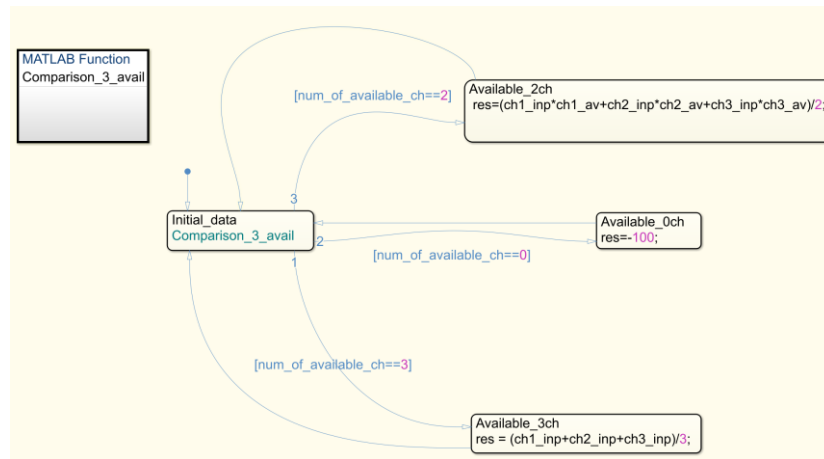 MATLAB Function
Comparison_3_avail
Available_2ch
res=(ch1_inp*ch1_av+ch2_inp*ch2_av+ch3_inp*ch3_av)/2;
[num_of_available_ch==2]
3
Initial_data
Comparison_3_avail
2
1
Available_0ch
res=-100;
[num_of_available_ch==0]
[num_of_available_ch==3]
Available_3ch
res = (ch1_inp+ch2_inp+ch3_inp)/3;